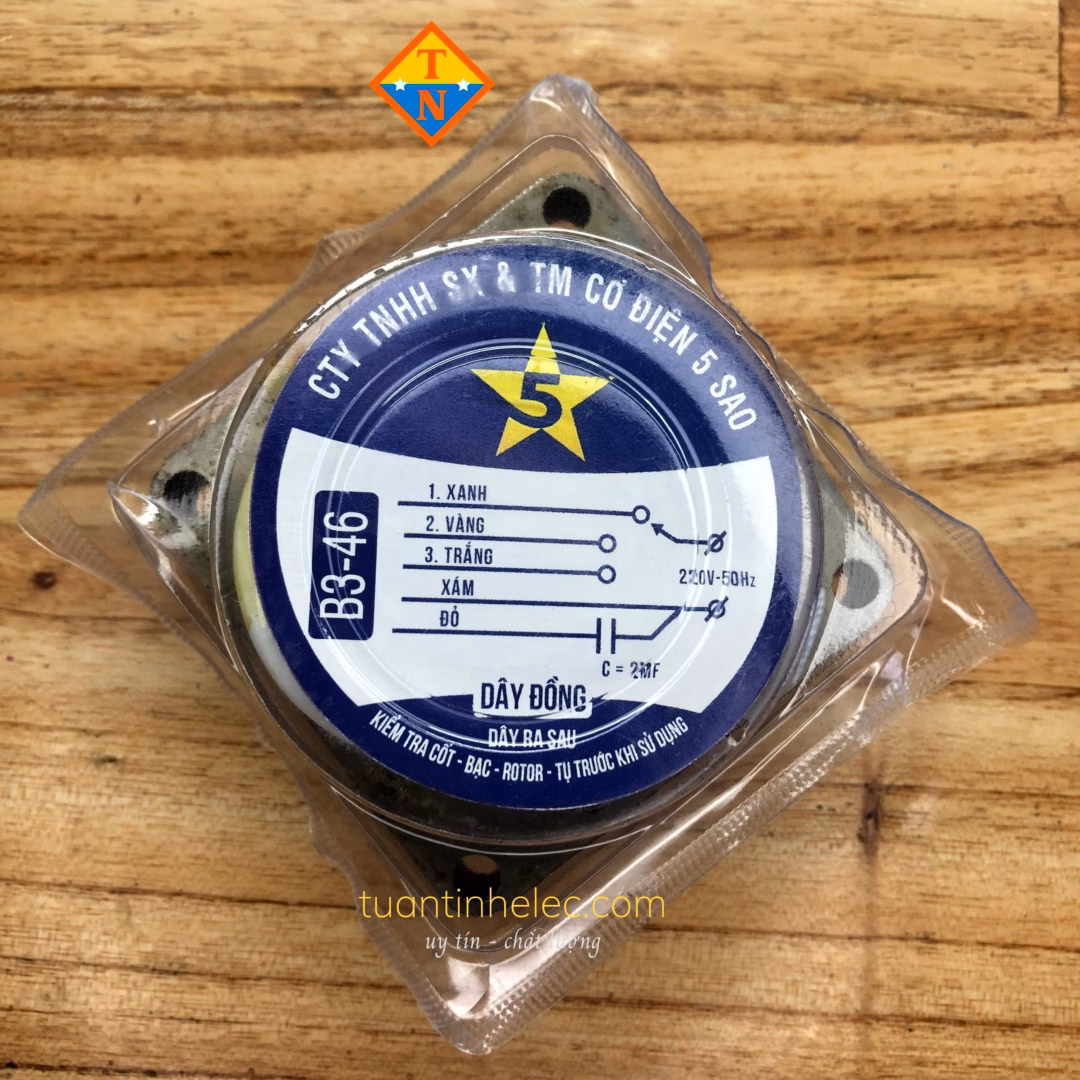 T
N
CTY TNHH SX & TM CƠ ĐIỆN 5 SAO
5
B3-46
1. XANH
2. VÀNG
3. TRẮNG
XÁM
ĐỎ
220V-50Hz
C = 2MF
DÂY ĐỒNG
DÂY RA SAU
KIỂM TRA CỐT - BẠC - ROTOR - TỤ TRƯỚC KHI SỬ DỤNG
tuantinhelec.com
uy tín - chất lượng